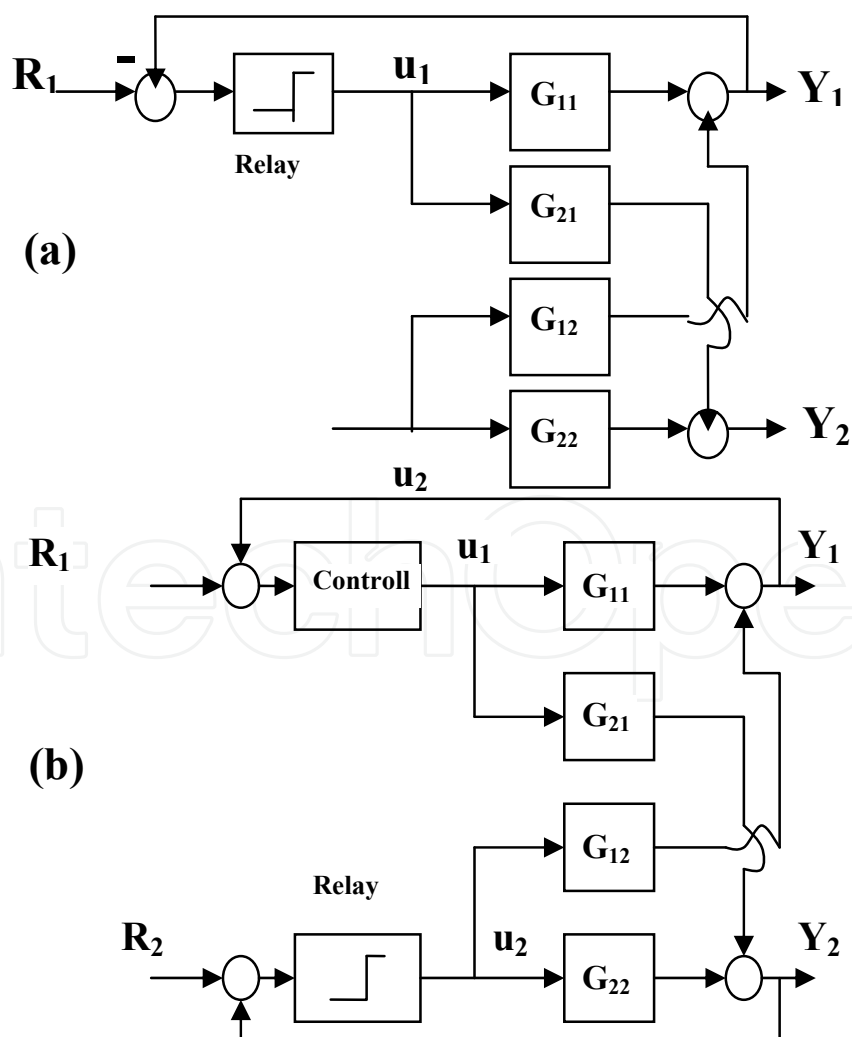 -
R₁ u₁ G₁₁ Y₁
Relay
G₂₁
(a)
G₁₂
G₂₂ Y₂
u₂
R₁ u₁ Y₁
Controll G₁₁
G₂₁
(b)
G₁₂
Relay
R₂ u₂ G₂₂ Y₂
ntechOpe